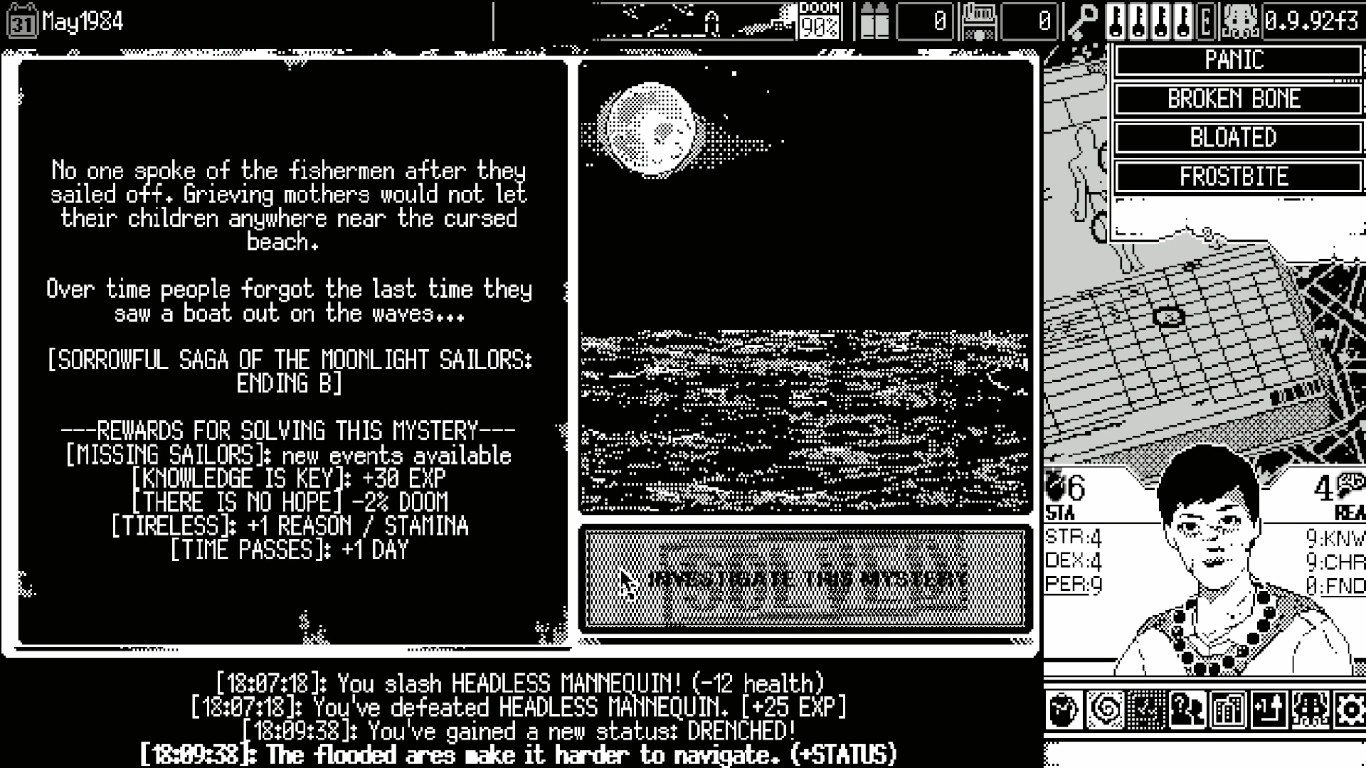 31 May1984
DOOM
90%
0
0
E
0.9.92f3
PANIC
BROKEN BONE
BLOATED
FROSTBITE
No one spoke of the fishermen after they
sailed off. Grieving mothers would not let
their children anywhere near the cursed
beach.
Over time people forgot the last time they
saw a boat out on the waves...
[SORROWFUL SAGA OF THE MOONLIGHT SAILORS:
ENDING B]
---REWARDS FOR SOLVING THIS MYSTERY---
[MISSING SAILORS]: new events available
[KNOWLEDGE IS KEY]: +30 EXP
[THERE IS NO HOPE] -2% DOOM
[TIRELESS]: +1 REASON / STAMINA
[TIME PASSES]: +1 DAY
SOLVED
INVESTIGATE THIS MYSTERY
6
STA
4
REA
STR:4
DEX:4
PER:9
9:KNW
9:CHR
0:FND
[18:07:18]: You slash HEADLESS MANNEQUIN! (-12 health)
[18:07:18]: You've defeated HEADLESS MANNEQUIN. [+25 EXP]
[18:09:38]: You've gained a new status: DRENCHED!
[18:09:38]: The flooded ares make it harder to navigate. (+STATUS)